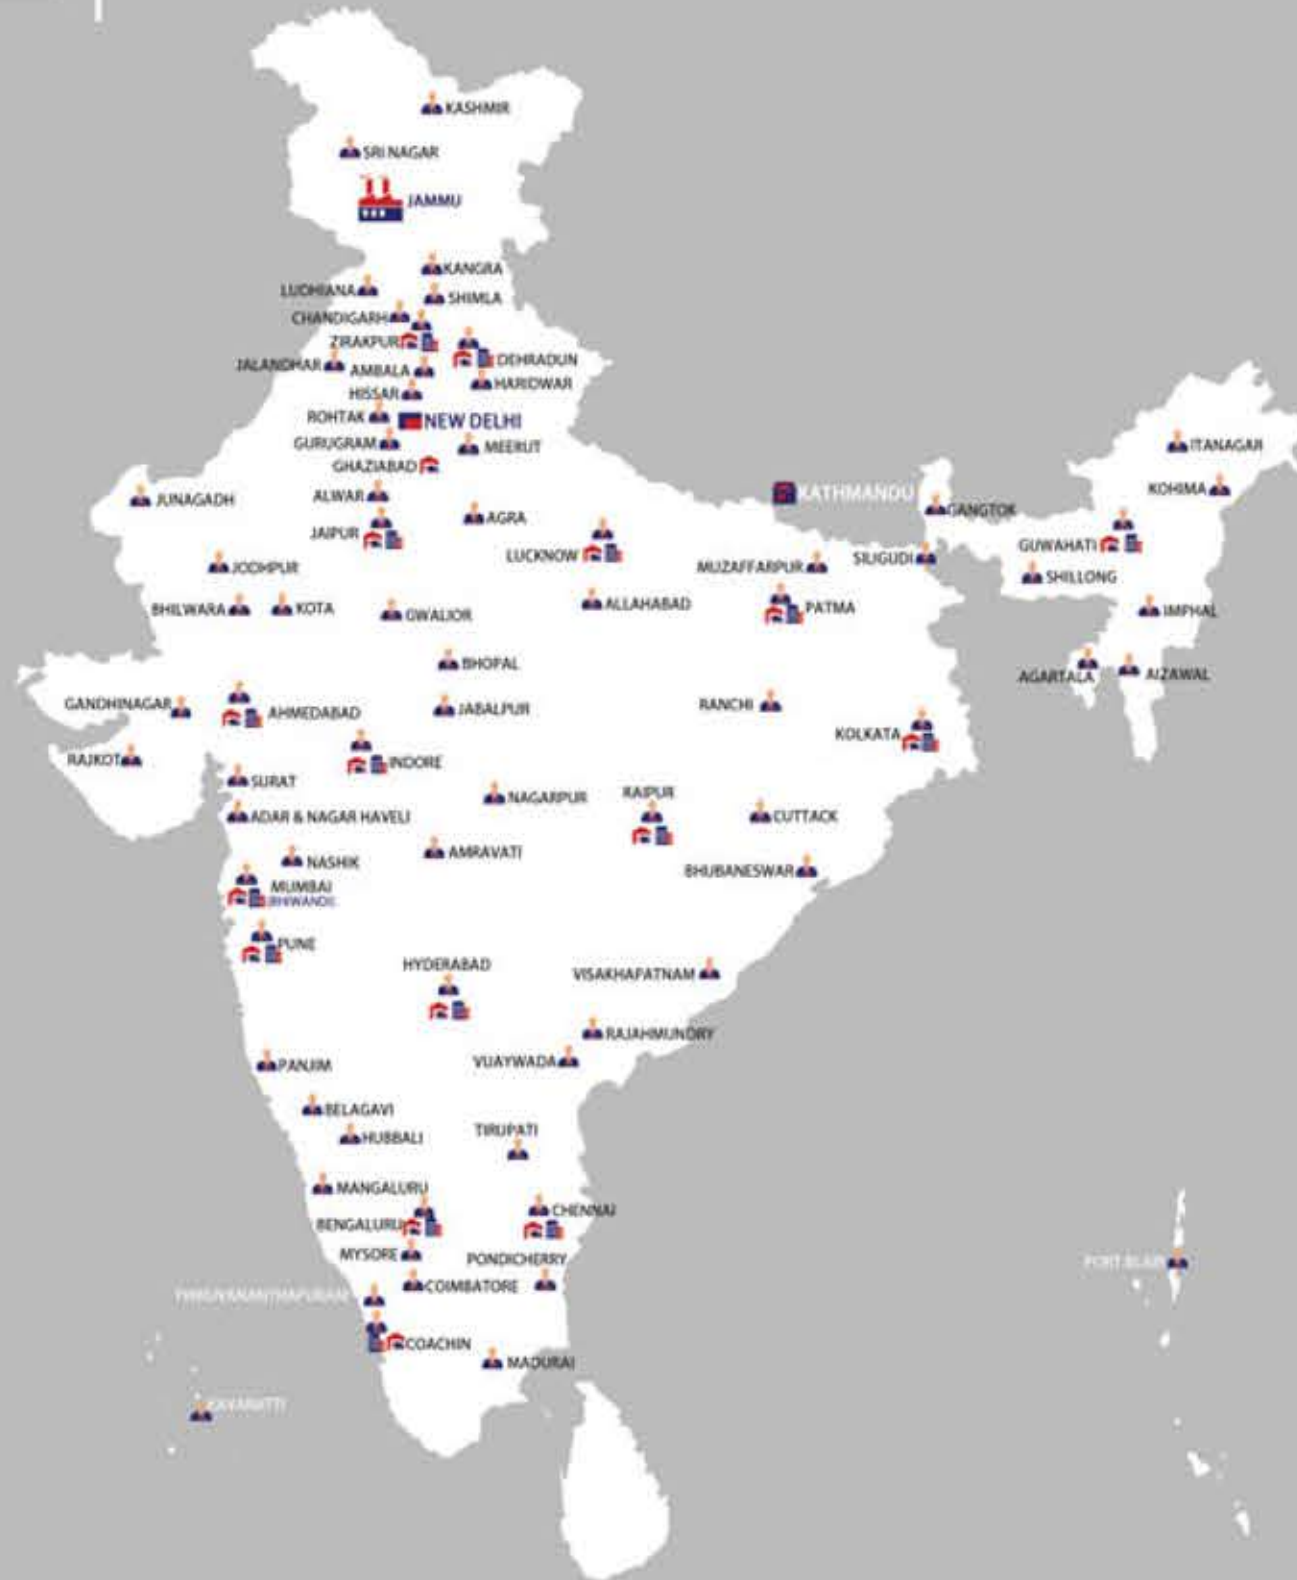 KASHMIR
SRI NAGAR
JAMMU
KANGRA
LUDHIANA
SHIMLA
CHANDIGARH
ZIRAKPUR
DEHRADUN
JALANDHAR
AMBALA
HARIDWAR
HISSAR
ROHTAK
NEW DELHI
GURUGRAM
MEERUT
GHAZIABAD
ITANAGAR
KOHIMA
JUNAGADH
ALWAR
KATHMANDU
GANGTOK
AGRA
JAIPUR
LUCKNOW
GUWAHATI
MUZAFFARPUR
SILIGUDI
JODHPUR
SHILLONG
BHILWARA
KOTA
GWALIOR
ALLAHABAD
PATMA
IMPHAL
BHOPAL
AGARTALA
AIZAWAL
GANDHINAGAR
AHMEDABAD
JABALPUR
RANCHI
KOLKATA
RAJKOT
INDORE
SURAT
NAGARPUR
RAIPUR
ADAR & NAGAR HAVELI
CUTTACK
NASHIK
AMRAVATI
BHUBANESWAR
MUMBAI
(BHIWANDI)
PUNE
HYDERABAD
VISAKHAPATNAM
RAJAHMUNDRY
PANJIM
VIJAYWADA
BELAGAVI
HUBBALI
TIRUPATI
MANGALURU
CHENNAI
BENGALURU
MYSORE
PONDICHERRY
PORT BLAIR
COIMBATORE
COACHIN
MADURAI
KAVARATTI